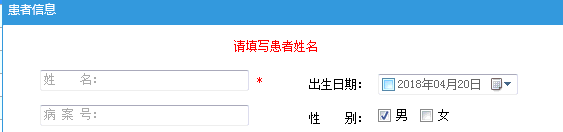 患者信息
请填写患者姓名
姓 名: * 出生日期: 2018年04月20日
病 案 号: 性 别: 男 女